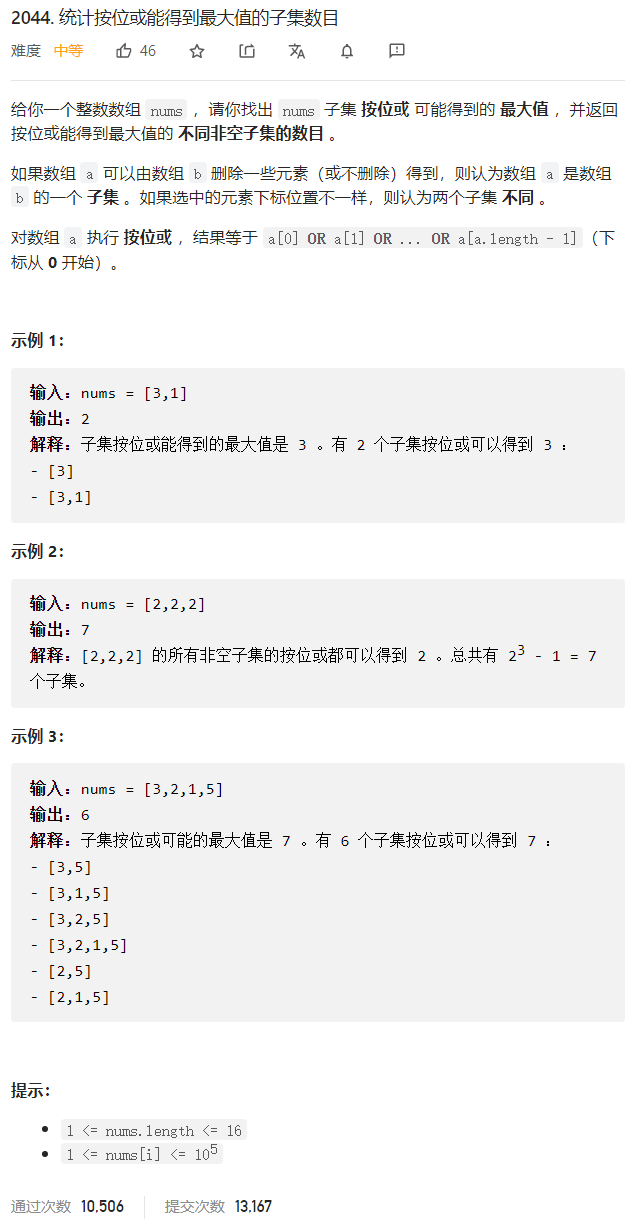 2044. 统计按位或能得到最大值的子集数目
难度 中等 46
给你一个整数数组 nums ，请你找出 nums 子集 按位或 可能得到的 最大值 ，并返回
按位或能得到最大值的 不同非空子集的数目 。
如果数组 a 可以由数组 b 删除一些元素（或不删除）得到，则认为数组 a 是数组
b 的一个 子集 。如果选中的元素下标位置不一样，则认为两个子集 不同 。
对数组 a 执行 按位或 ，结果等于 a[0] OR a[1] OR ... OR a[a.length - 1]（下
标从 0 开始）。
示例 1：
输入：nums = [3,1]
输出：2
解释：子集按位或能得到的最大值是 3 。有 2 个子集按位或可以得到 3 ：
- [3]
- [3,1]
示例 2：
输入：nums = [2,2,2]
输出：7
解释：[2,2,2] 的所有非空子集的按位或都可以得到 2 。总共有 2³ - 1 = 7
个子集。
示例 3：
输入：nums = [3,2,1,5]
输出：6
解释：子集按位或可能的最大值是 7 。有 6 个子集按位或可以得到 7 ：
- [3,5]
- [3,1,5]
- [3,2,5]
- [3,2,1,5]
- [2,5]
- [2,1,5]
提示：
• 1 <= nums.length <= 16
• 1 <= nums[i] <= 10⁵
通过次数 10,506 提交次数 13,167